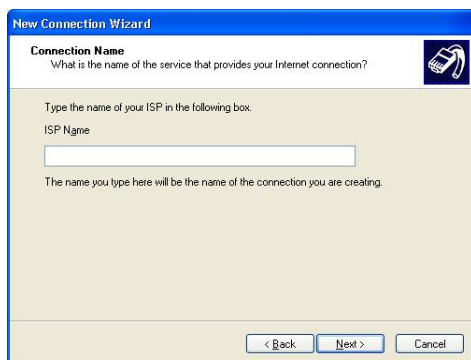 New Connection Wizard
Connection Name
What is the name of the service that provides your Internet connection?
Type the name of your ISP in the following box.
ISP Name
The name you type here will be the name of the connection you are creating.
< Back Next > Cancel